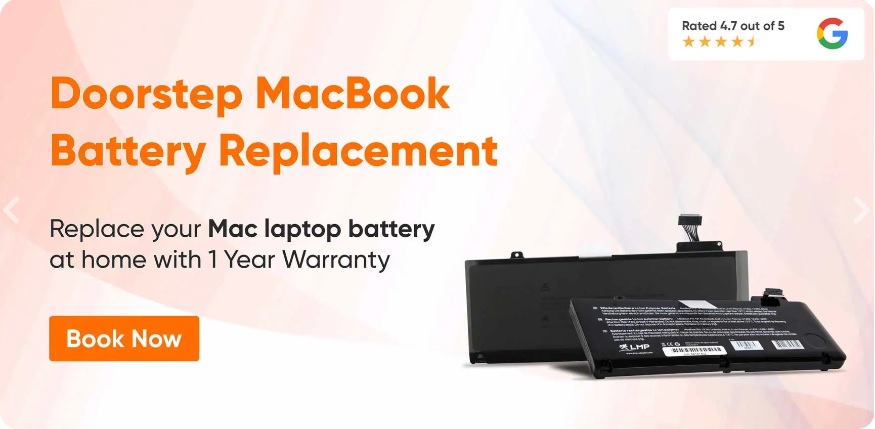 Rated 4.7 out of 5
Doorstep MacBook
Battery Replacement
Replace your Mac laptop battery
at home with 1 Year Warranty
Book Now
LMP